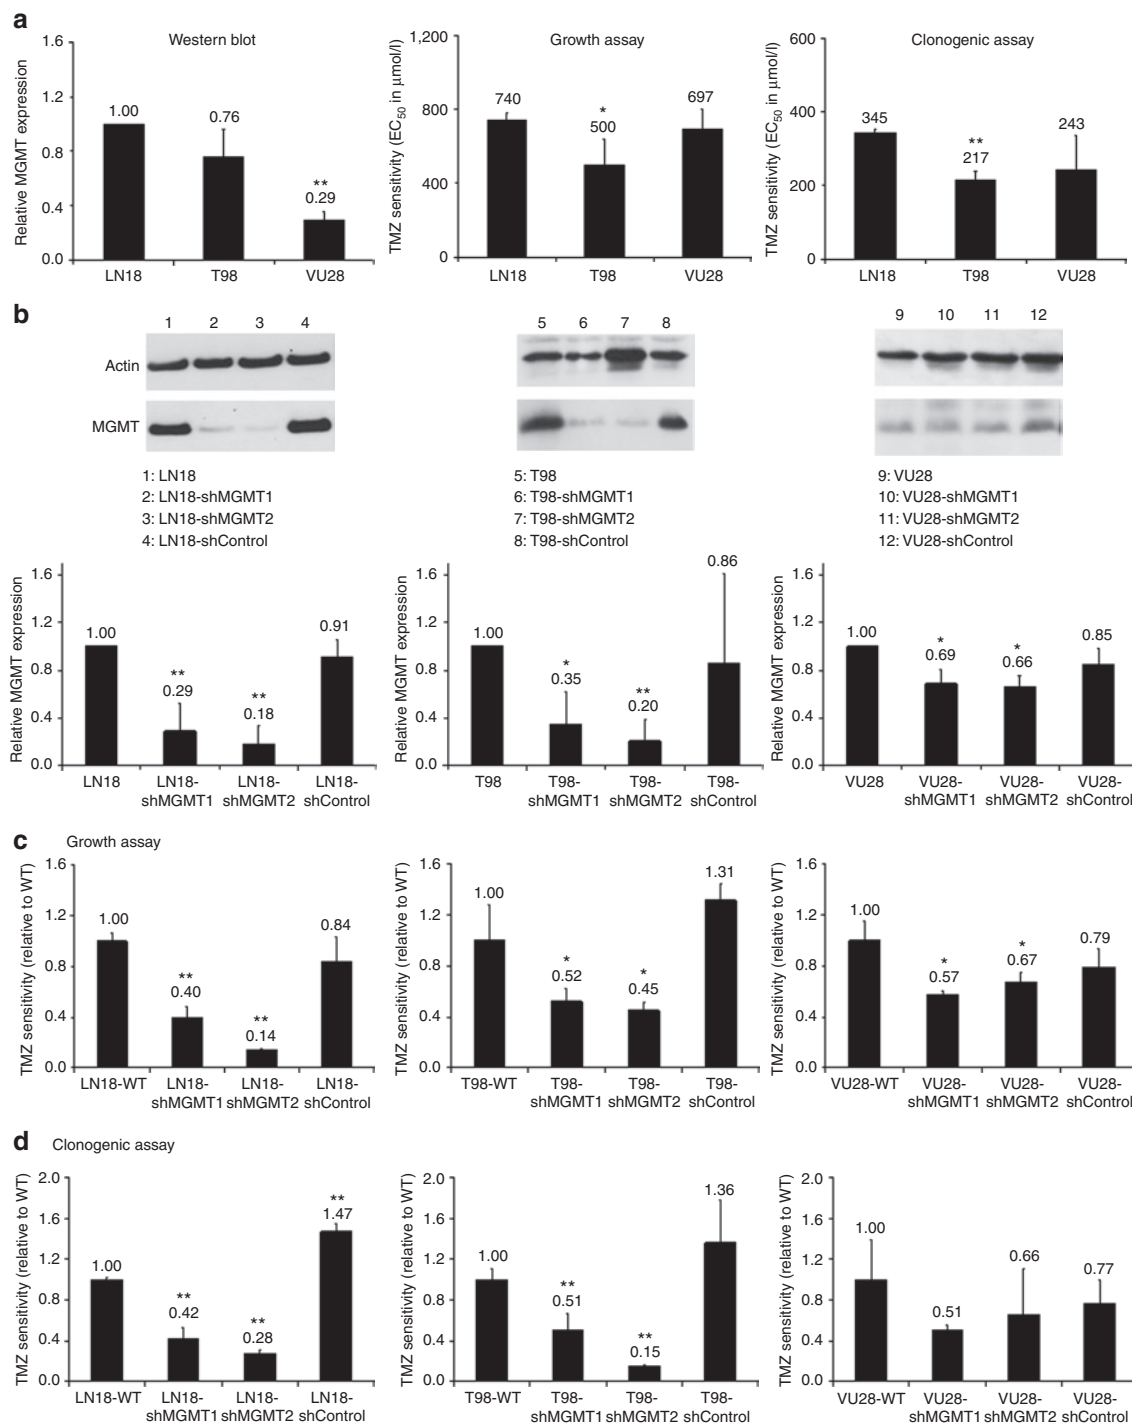 a
Western blot
Relative MGMT expression
1.6
1.2
0.8
0.4
0.0
1.00
0.76
**
0.29
LN18
T98
VU28
Growth assay
TMZ sensitivity (EC50 in μmol/l)
1,200
800
400
0
740
*
500
697
LN18
T98
VU28
Clonogenic assay
TMZ sensitivity (EC50 in μmol/l)
600
400
200
0
345
**
217
243
LN18
T98
VU28
b
1 2 3 4
Actin
MGMT
1: LN18
2: LN18-shMGMT1
3: LN18-shMGMT2
4: LN18-shControl
5 6 7 8
5: T98
6: T98-shMGMT1
7: T98-shMGMT2
8: T98-shControl
9 10 11 12
9: VU28
10: VU28-shMGMT1
11: VU28-shMGMT2
12: VU28-shControl
Relative MGMT expression
1.6
1.2
0.8
0.4
0.0
1.00
**
0.29
**
0.18
0.91
LN18
LN18-
shMGMT1
LN18-
shMGMT2
LN18-
shControl
Relative MGMT expression
1.6
1.2
0.8
0.4
0.0
1.00
*
0.35
**
0.20
0.86
T98
T98-
shMGMT1
T98-
shMGMT2
T98-
shControl
Relative MGMT expression
1.6
1.2
0.8
0.4
0.0
1.00
*
0.69
*
0.66
0.85
VU28
VU28-
shMGMT1
VU28-
shMGMT2
VU28-
shControl
c
Growth assay
TMZ sensitivity (relative to WT)
1.6
1.2
0.8
0.4
0.0
1.00
**
0.40
**
0.14
0.84
LN18-WT
LN18-
shMGMT1
LN18-
shMGMT2
LN18-
shControl
TMZ sensitivity (relative to WT)
1.6
1.2
0.8
0.4
0.0
1.00
*
0.52
*
0.45
1.31
T98-WT
T98-
shMGMT1
T98-
shMGMT2
T98-
shControl
TMZ sensitivity (relative to WT)
1.6
1.2
0.8
0.4
0.0
1.00
*
0.57
*
0.67
0.79
VU28-WT
VU28-
shMGMT1
VU28-
shMGMT2
VU28-
shControl
d
Clonogenic assay
TMZ sensitivity (relative to WT)
2.0
1.6
1.2
0.8
0.4
0.0
1.00
**
0.42
**
0.28
**
1.47
LN18-WT
LN18-
shMGMT1
LN18-
shMGMT2
LN18-
shControl
TMZ sensitivity (relative to WT)
2.0
1.6
1.2
0.8
0.4
0.0
1.00
**
0.51
**
0.15
1.36
T98-WT
T98-
shMGMT1
T98-
shMGMT2
T98-
shControl
TMZ sensitivity (relative to WT)
2.0
1.6
1.2
0.8
0.4
0.0
1.00
0.51
0.66
0.77
VU28-WT
VU28-
shMGMT1
VU28-
shMGMT2
VU28-
shControl